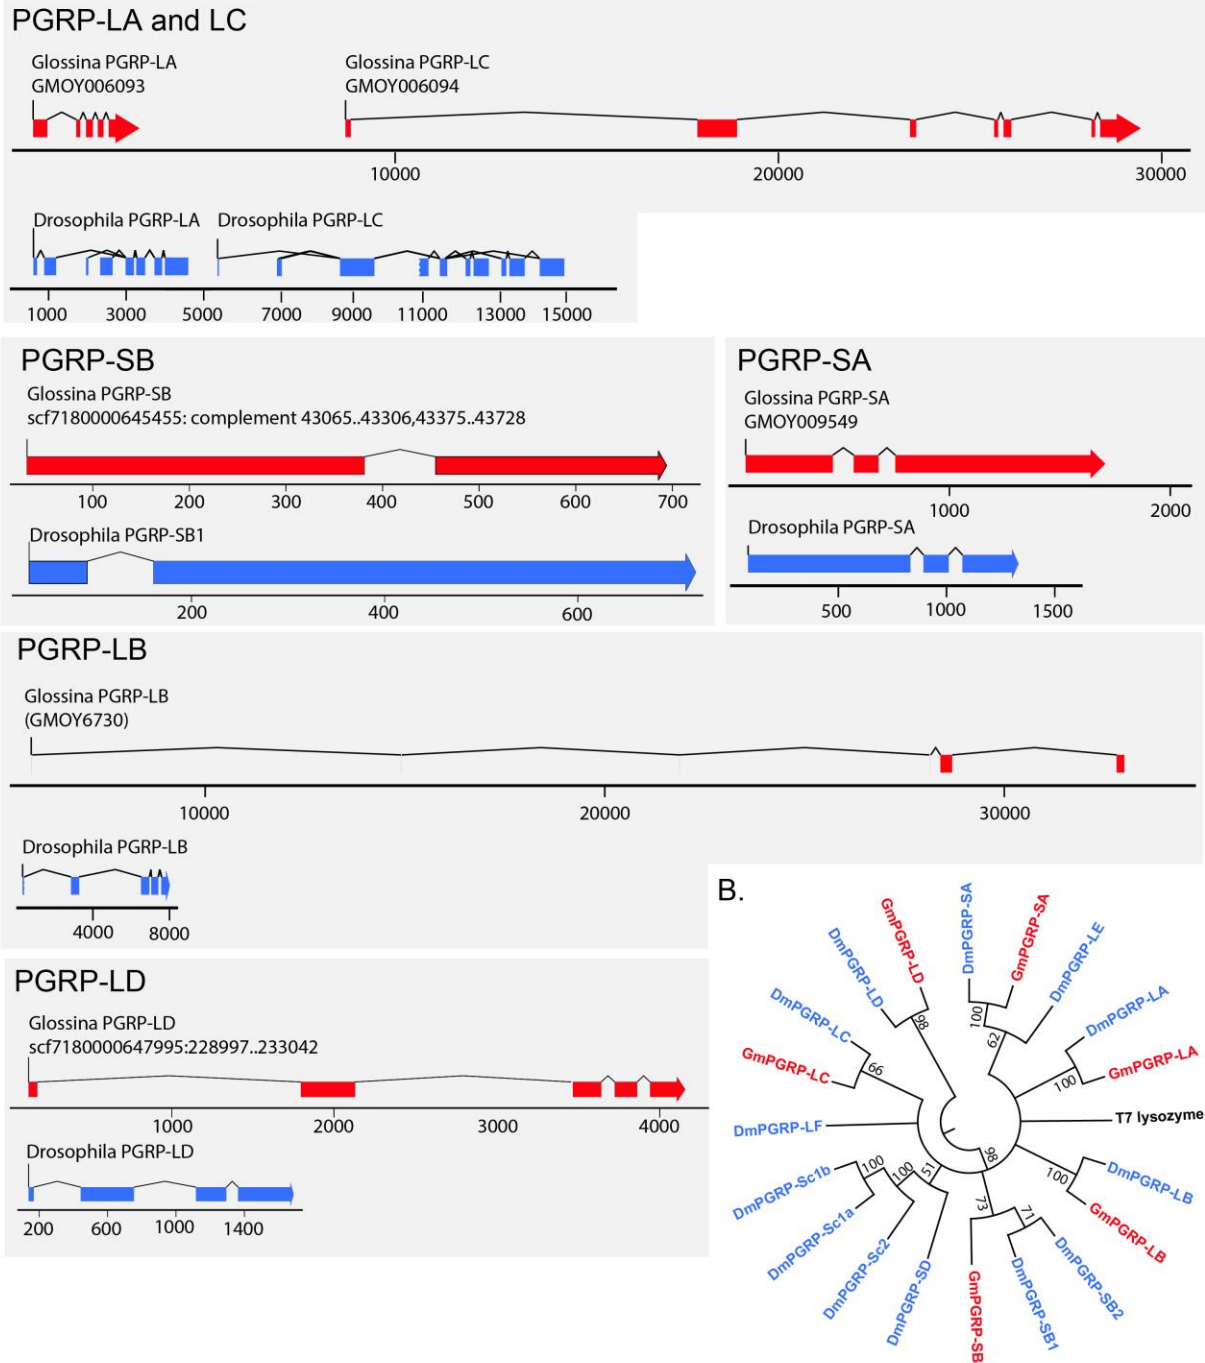 PGRP-LA and LC
Glossina PGRP-LA
GMOY006093
Glossina PGRP-LC
GMOY006094
10000 20000 30000
Drosophila PGRP-LA Drosophila PGRP-LC
1000 3000 5000 7000 9000 11000 13000 15000
PGRP-SB
Glossina PGRP-SB
scf7180000645455: complement 43065..43306,43375..43728
100 200 300 400 500 600 700
Drosophila PGRP-SB1
200 400 600
PGRP-SA
Glossina PGRP-SA
GMOY009549
1000 2000
Drosophila PGRP-SA
500 1000 1500
PGRP-LB
Glossina PGRP-LB
(GMOY6730)
10000 20000 30000
Drosophila PGRP-LB
4000 8000
PGRP-LD
Glossina PGRP-LD
scf7180000647995:228997..233042
1000 2000 3000 4000
Drosophila PGRP-LD
200 600 1000 1400
B.
DmPGRP-SA
GmPGRP-SA
DmPGRP-LE
DmPGRP-LA
GmPGRP-LA
T7 lysozyme
DmPGRP-LB
GmPGRP-LB
DmPGRP-SB2
DmPGRP-SB1
GmPGRP-SB
DmPGRP-SD
DmPGRP-Sc2
DmPGRP-Sc1a
DmPGRP-Sc1b
DmPGRP-LF
GmPGRP-LC
DmPGRP-LC
DmPGRP-LD
GmPGRP-LD
100
62
100
100
98
71
73
51
100
100
66
98